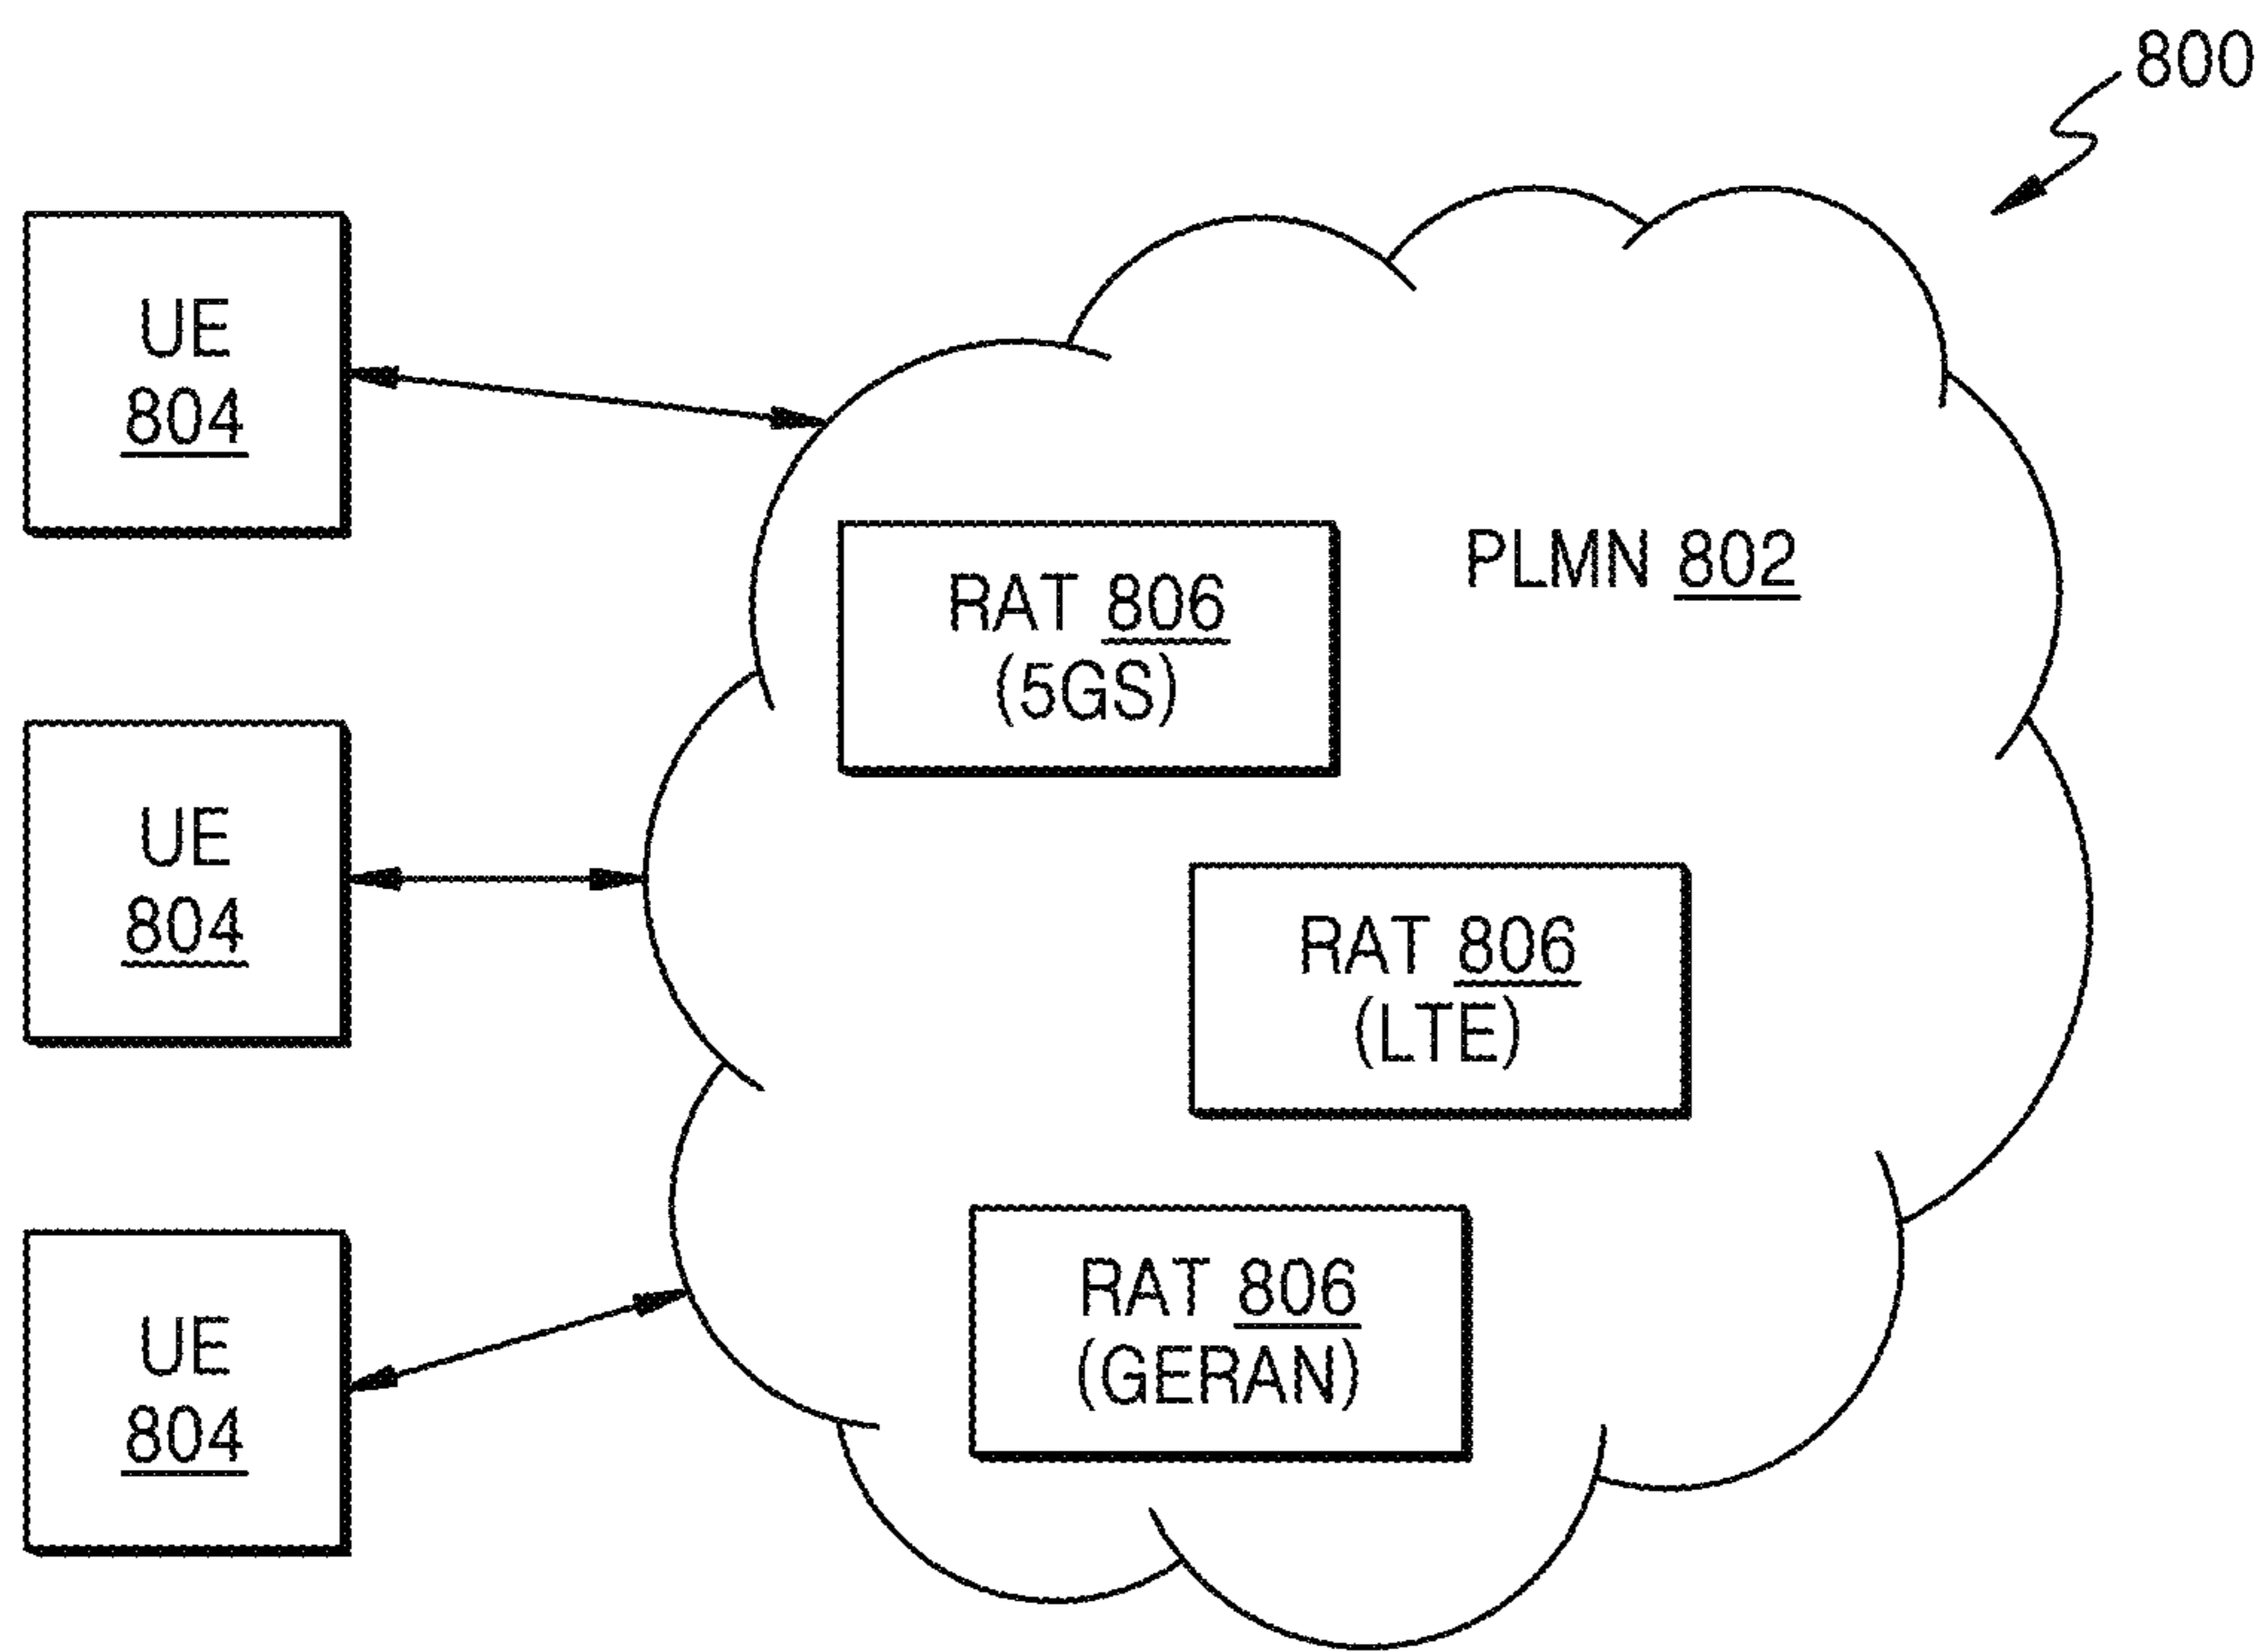 800
UE
804
PLMN 802
RAT 806
(5GS)
UE
804
RAT 806
(LTE)
UE
804
RAT 806
(GERAN)